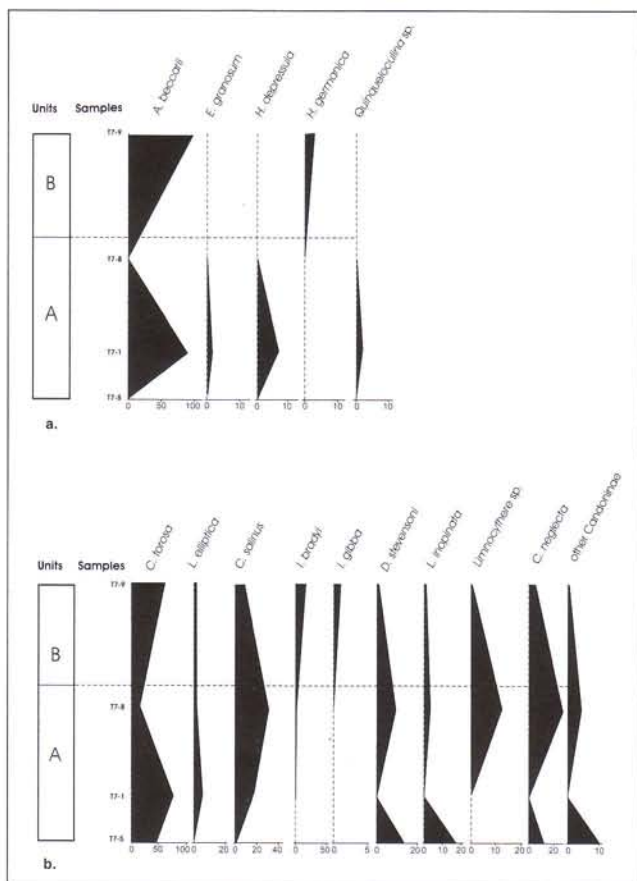 A. beccarii
E. granosum
H. depressula
H. germanica
Quinqueloculina sp.
Units Samples
T7-9
B
T7-8
A
T7-1
T7-5
0 50 100 0 10 0 10 0 10 0 10
a.
C. torosa
L. elliptica
C. salinus
I. bradyi
I. gibba
D. stevensoni
L. inopinata
Limnocythere sp.
C. neglecta
other Candoninae
Units Samples
T7-9
B
T7-8
A
T7-1
T7-5
0 50 100 0 10 0 20 40 0 30 0 5 0 10 20 0 10 20 0 10 20 0 20 0 10
b.